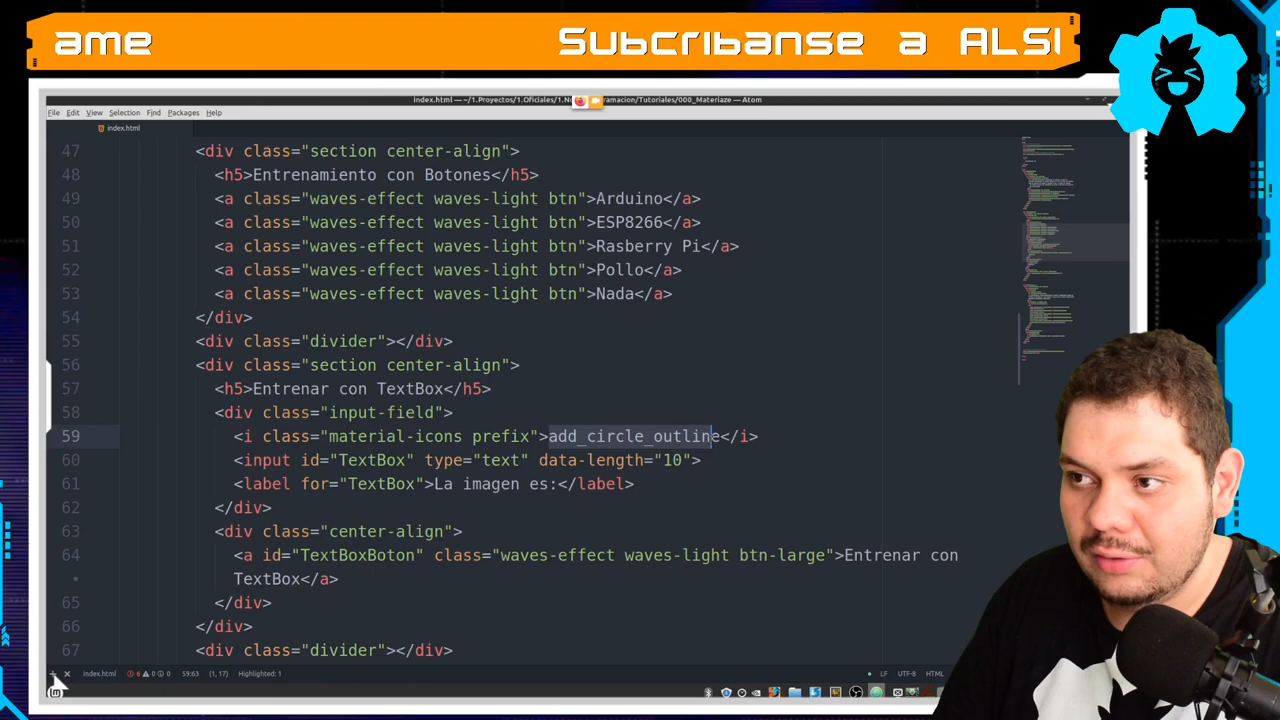 ame Subcribanse a ALSI
index.html — ~/1.Proyectos/1.Oficiales/1.N ramacion/Tutoriales/000_Materiaze — Atom
File Edit View Selection Find Packages Help
index.html
47 <div class="section center-align">
48 <h5>Entrenamiento con Botones</h5>
49 <a class="waves-effect waves-light btn">Arduino</a>
50 <a class="waves-effect waves-light btn">ESP8266</a>
51 <a class="waves-effect waves-light btn">Rasberry Pi</a>
52 <a class="waves-effect waves-light btn">Pollo</a>
53 <a class="waves-effect waves-light btn">Nada</a>
54 </div>
55 <div class="divider"></div>
56 <div class="section center-align">
57 <h5>Entrenar con TextBox</h5>
58 <div class="input-field">
59 <i class="material-icons prefix">add_circle_outline</i>
60 <input id="TextBox" type="text" data-length="10">
61 <label for="TextBox">La imagen es:</label>
62 </div>
63 <div class="center-align">
64 <a id="TextBoxBoton" class="waves-effect waves-light btn-large">Entrenar con
• TextBox</a>
65 </div>
66 </div>
67 <div class="divider"></div>
index.html 6 0 0 59:63 (1, 17) Highlighted: 1 LF UTF-8 HTML